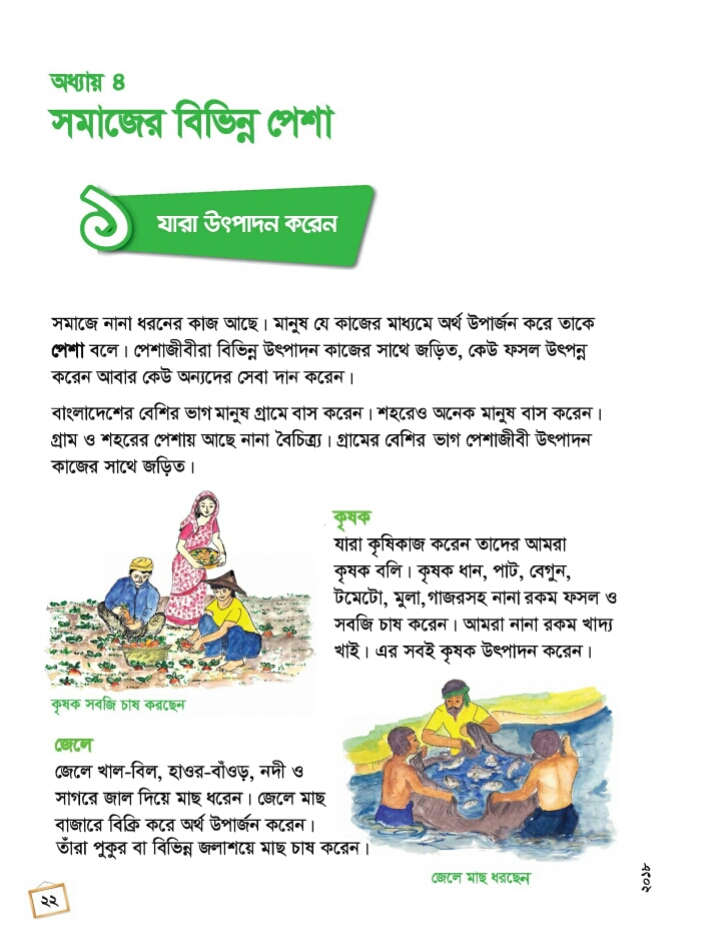 অধ্যায় ৪
সমাজের বিভিন্ন পেশা
১
যারা উৎপাদন করেন
সমাজে নানা ধরনের কাজ আছে। মানুষ যে কাজের মাধ্যমে অর্থ উপার্জন করে তাকে
পেশা বলে। পেশাজীবীরা বিভিন্ন উৎপাদন কাজের সাথে জড়িত, কেউ ফসল উৎপন্ন
করেন আবার কেউ অন্যদের সেবা দান করেন।
বাংলাদেশের বেশির ভাগ মানুষ গ্রামে বাস করেন। শহরেও অনেক মানুষ বাস করেন।
গ্রাম ও শহরের পেশায় আছে নানা বৈচিত্র্য। গ্রামের বেশির ভাগ পেশাজীবী উৎপাদন
কাজের সাথে জড়িত।
কৃষক
যারা কৃষিকাজ করেন তাদের আমরা
কৃষক বলি। কৃষক ধান, পাট, বেগুন,
টমেটো, মুলা,গাজরসহ নানা রকম ফসল ও
সবজি চাষ করেন। আমরা নানা রকম খাদ্য
খাই। এর সবই কৃষক উৎপাদন করেন।
কৃষক সবজি চাষ করছেন
জেলে
জেলে খাল-বিল, হাওর-বাঁওড়, নদী ও
সাগরে জাল দিয়ে মাছ ধরেন। জেলে মাছ
বাজারে বিক্রি করে অর্থ উপার্জন করেন।
তাঁরা পুকুর বা বিভিন্ন জলাশয়ে মাছ চাষ করেন।
জেলে মাছ ধরছেন
২২
২০১৮